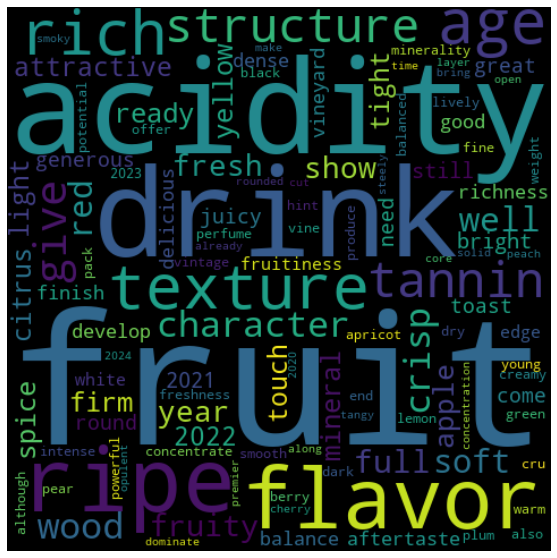 rich
smoky
structure
make
minerality
age
attractive
dense
black
time
layer
bring
great
yellow
vineyard
tight
open
acidity
potential
offer
ready
balanced
lively
good
fine
weight
generous
2023
fresh
show
still
richness
light
red
give
delicious
rounded
cut
hint
need
steely
produce
well
citrus
juicy
perfume
vine
drink
already
bright
pack
vintage
fruitiness
core
solid
peach
finish
texture
tannin
develop
character
toast
crisp
apricot
dry
edge
young
fruit
2024
white
2021
freshness
touch
2020
end
tangy
mineral
apple
lemon
creamy
concentration
come
green
spice
firm
year
round
2022
intense
powerful
opulent
concentrate
smooth
along
premier
full
soft
cru
although
pear
ripe
dark
flavor
berry
cherry
warm
wood
fruity
balance
aftertaste
plum
also
dominate